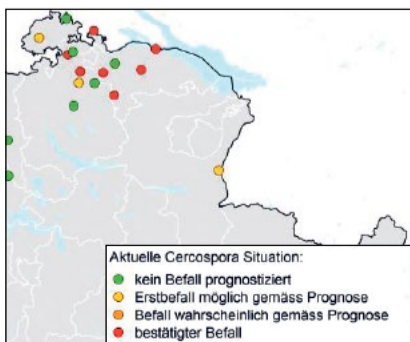 Aktuelle Cercospora Situation:
kein Befall prognostiziert
Erstbefall möglich gemäss Prognose
Befall wahrscheinlich gemäss Prognose
bestätigter Befall